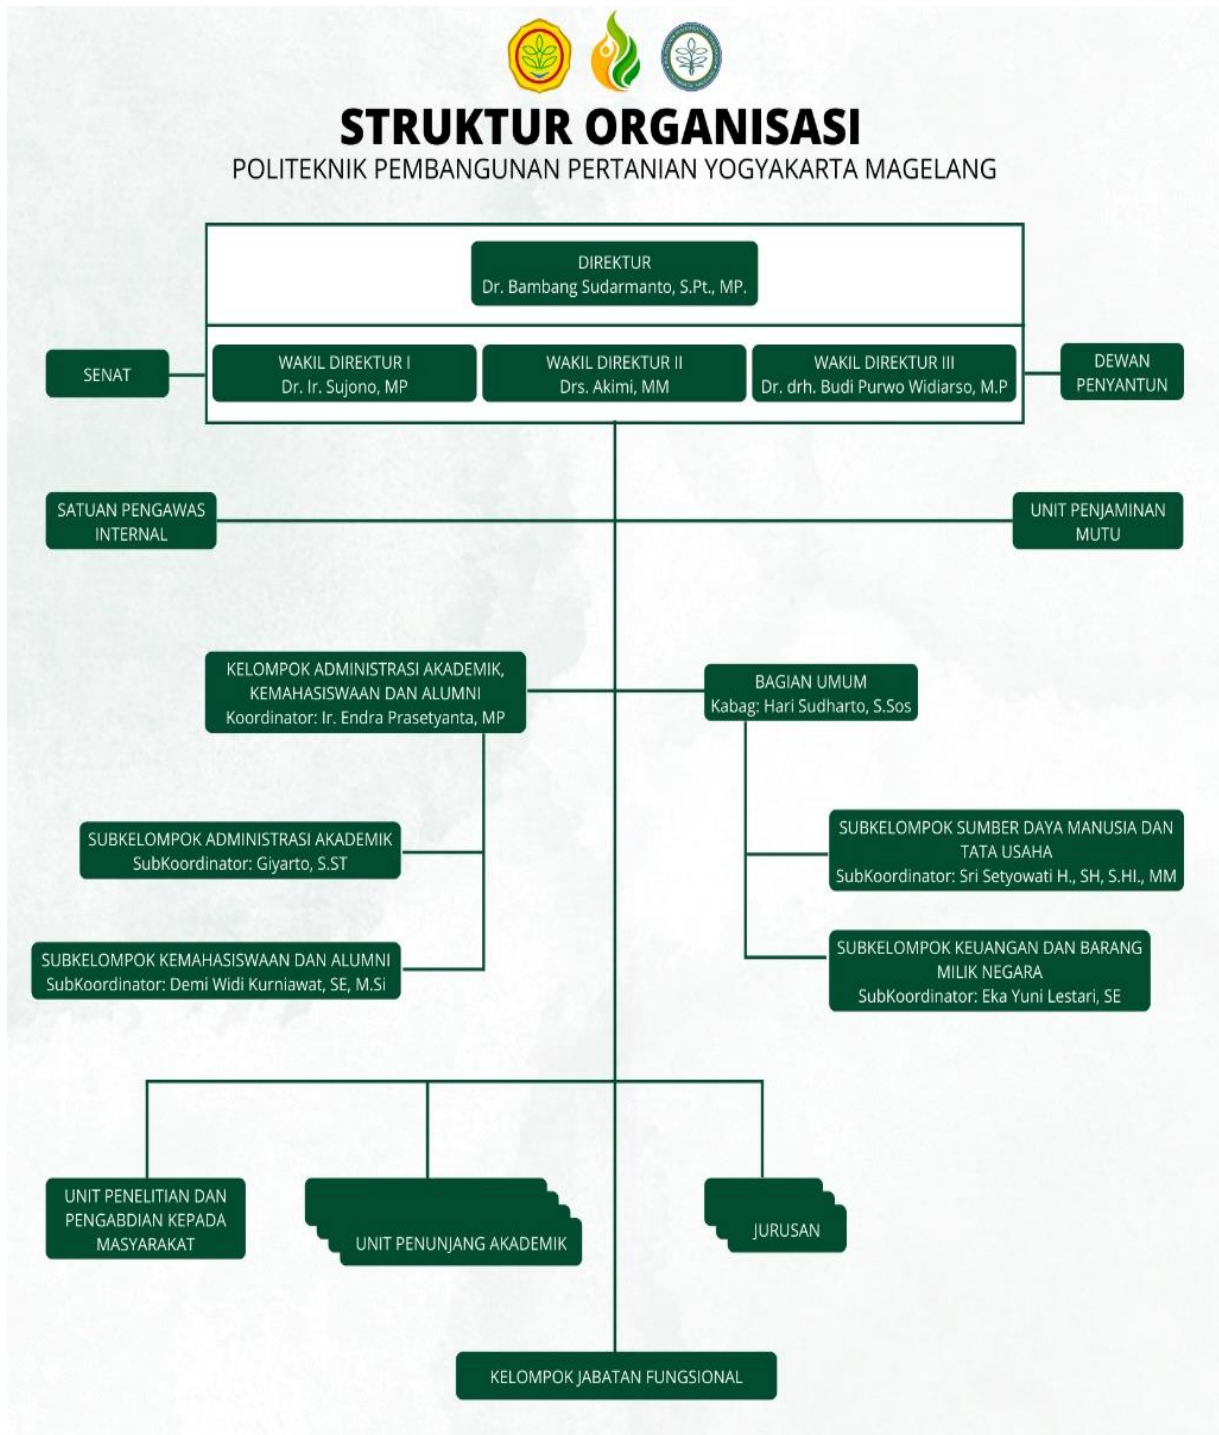 STRUKTUR ORGANISASI
POLITEKNIK PEMBANGUNAN PERTANIAN YOGYAKARTA MAGELANG
DIREKTUR
Dr. Bambang Sudarmanto, S.Pt., MP.
SENAT
WAKIL DIREKTUR I
Dr. Ir. Sujono, MP
WAKIL DIREKTUR II
Drs. Akimi, MM
WAKIL DIREKTUR III
Dr. drh. Budi Purwo Widiarso, M.P
DEWAN
PENYANTUN
SATUAN PENGAWAS
INTERNAL
UNIT PENJAMINAN
MUTU
KELOMPOK ADMINISTRASI AKADEMIK,
KEMAHASISWAAN DAN ALUMNI
Koordinator: Ir. Endra Prasetyanta, MP
BAGIAN UMUM
Kabag: Hari Sudharto, S.Sos
SUBKELOMPOK ADMINISTRASI AKADEMIK
SubKoordinator: Giyarto, S.ST
SUBKELOMPOK SUMBER DAYA MANUSIA DAN
TATA USAHA
SubKoordinator: Sri Setyowati H., SH, S.HI., MM
SUBKELOMPOK KEMAHASISWAAN DAN ALUMNI
SubKoordinator: Demi Widi Kurniawat, SE, M.Si
SUBKELOMPOK KEUANGAN DAN BARANG
MILIK NEGARA
SubKoordinator: Eka Yuni Lestari, SE
UNIT PENELITIAN DAN
PENGABDIAN KEPADA
MASYARAKAT
UNIT PENUNJANG AKADEMIK
JURUSAN
KELOMPOK JABATAN FUNGSIONAL